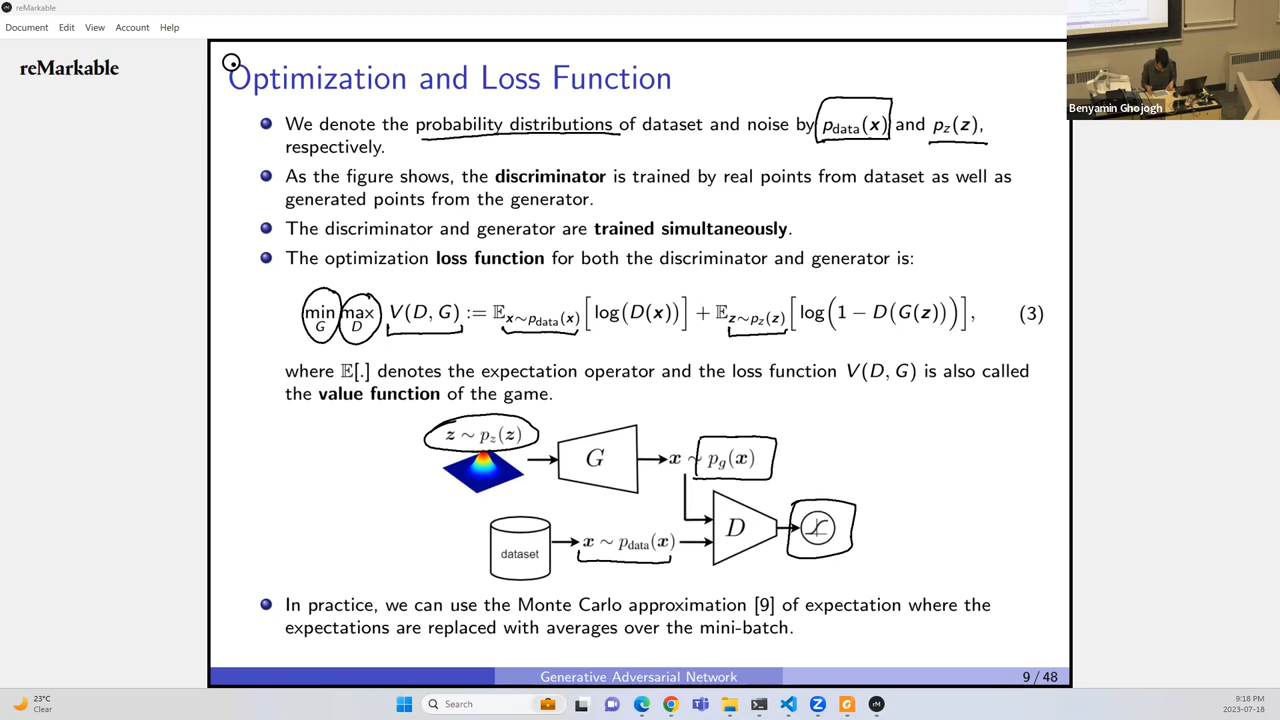 reMarkable
Document Edit View Account Help
reMarkable
Optimization and Loss Function
We denote the probability distributions of dataset and noise by p_data(x) and p_z(z),
respectively.
As the figure shows, the discriminator is trained by real points from dataset as well as
generated points from the generator.
The discriminator and generator are trained simultaneously.
The optimization loss function for both the discriminator and generator is:
min_G max_D V(D, G) := 𝔼_x∼p_data(x) [log(D(x))] + 𝔼_z∼p_z(z) [log(1 − D(G(z)))], (3)
where 𝔼[.] denotes the expectation operator and the loss function V(D, G) is also called
the value function of the game.
z ∼ p_z(z)
G
x ∼ p_g(x)
D
dataset
x ∼ p_data(x)
In practice, we can use the Monte Carlo approximation [9] of expectation where the
expectations are replaced with averages over the mini-batch.
Generative Adversarial Network 9 / 48
Benyamin Ghojogh
23°C
Clear
Search
9:18 PM
2023-07-18